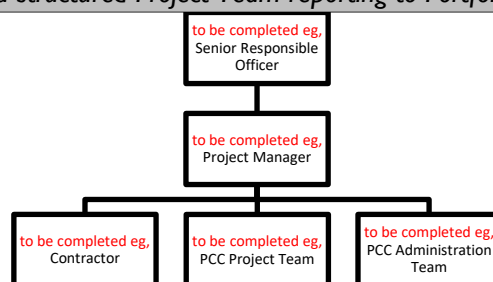 structured Project Team reporting to
to be completed eg,
Senior Responsible
Officer
to be completed eg,
Project Manager
to be completed eg,
Contractor
to be completed eg,
PCC Project Team
to be completed eg,
PCC Administration
Team